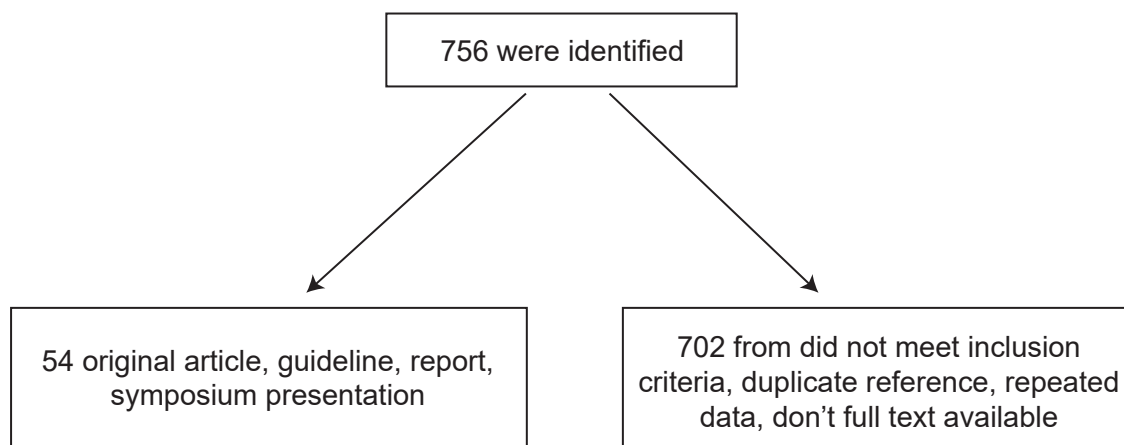 756 were identified
54 original article, guideline, report,
symposium presentation
702 from did not meet inclusion
criteria, duplicate reference, repeated
data, don’t full text available